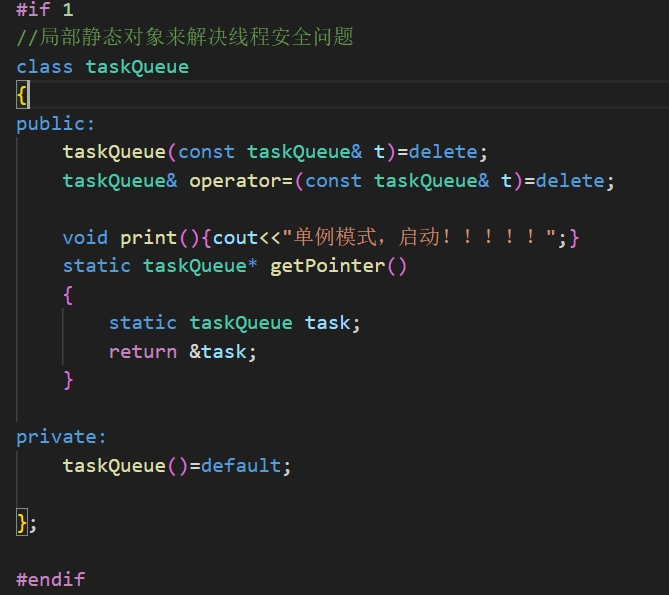 #if 1
//局部静态对象来解决线程安全问题
class taskQueue
{
public:
    taskQueue(const taskQueue& t)=delete;
    taskQueue& operator=(const taskQueue& t)=delete;
    void print(){cout<<"单例模式，启动！！！！！";}
    static taskQueue* getPointer()
    {
        static taskQueue task;
        return &task;
    }
private:
    taskQueue()=default;
};
#endif